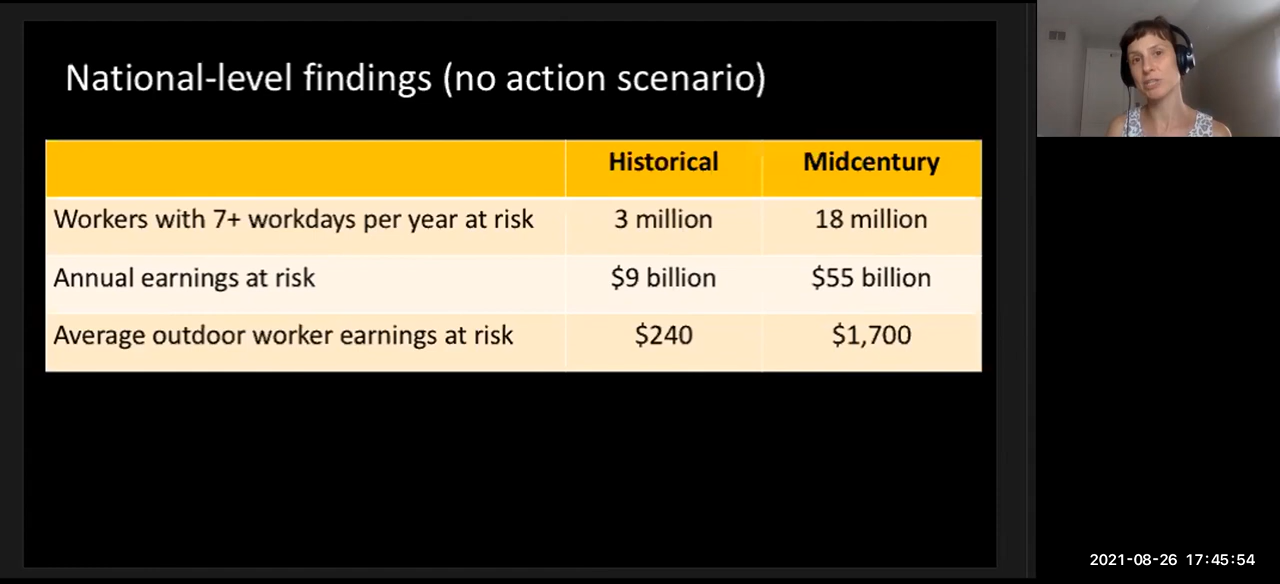 National-level findings (no action scenario)
Historical Midcentury
Workers with 7+ workdays per year at risk 3 million 18 million
Annual earnings at risk $9 billion $55 billion
Average outdoor worker earnings at risk $240 $1,700
2021-08-26 17:45:54